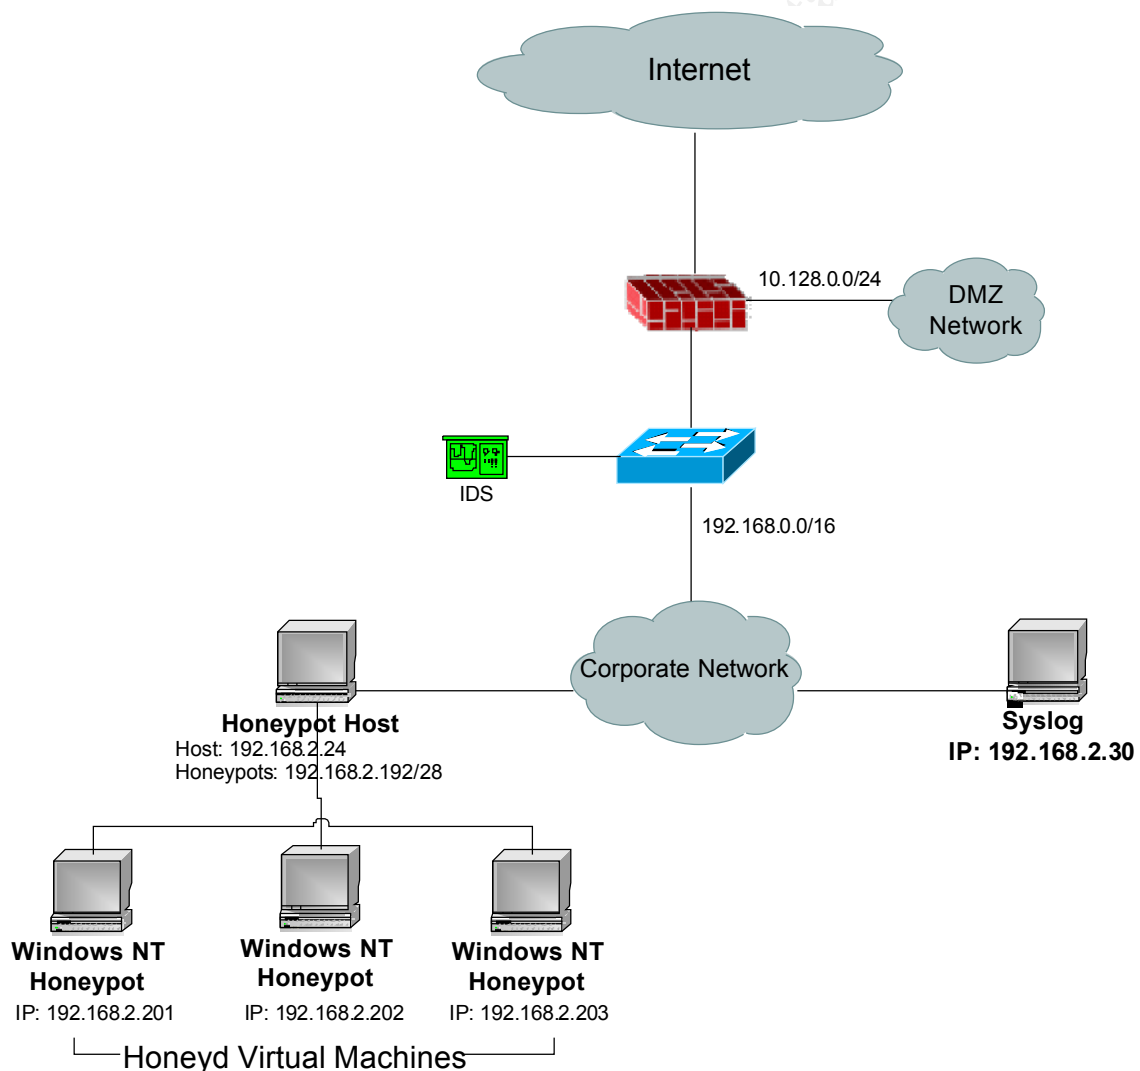 Internet
10.128.0.0/24
DMZ
Network
IDS
192.168.0.0/16
Corporate Network
Honeypot Host
Host: 192.168.2.24
Honeypots: 192.168.2.192/28
Syslog
IP: 192.168.2.30
Windows NT
Honeypot
IP: 192.168.2.201
Windows NT
Honeypot
IP: 192.168.2.202
Windows NT
Honeypot
IP: 192.168.2.203
Honeyd Virtual Machines